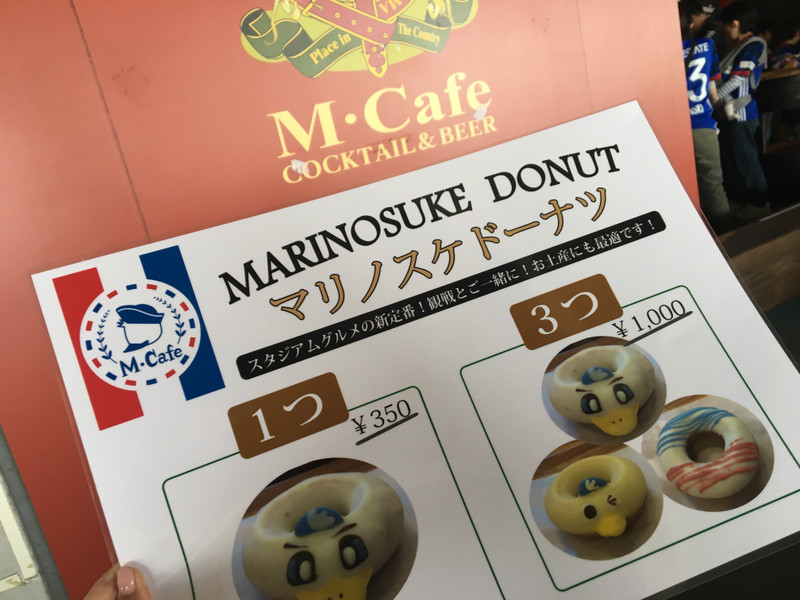 Place in The Country
M·Cafe
COCKTAIL & BEER
MARINOSUKE DONUT
マリノスケドーナツ
スタジアムグルメの新定番！観戦とご一緒に！お土産にも最適です！
M·Cafe
1つ
¥350
3つ
¥1,000
3